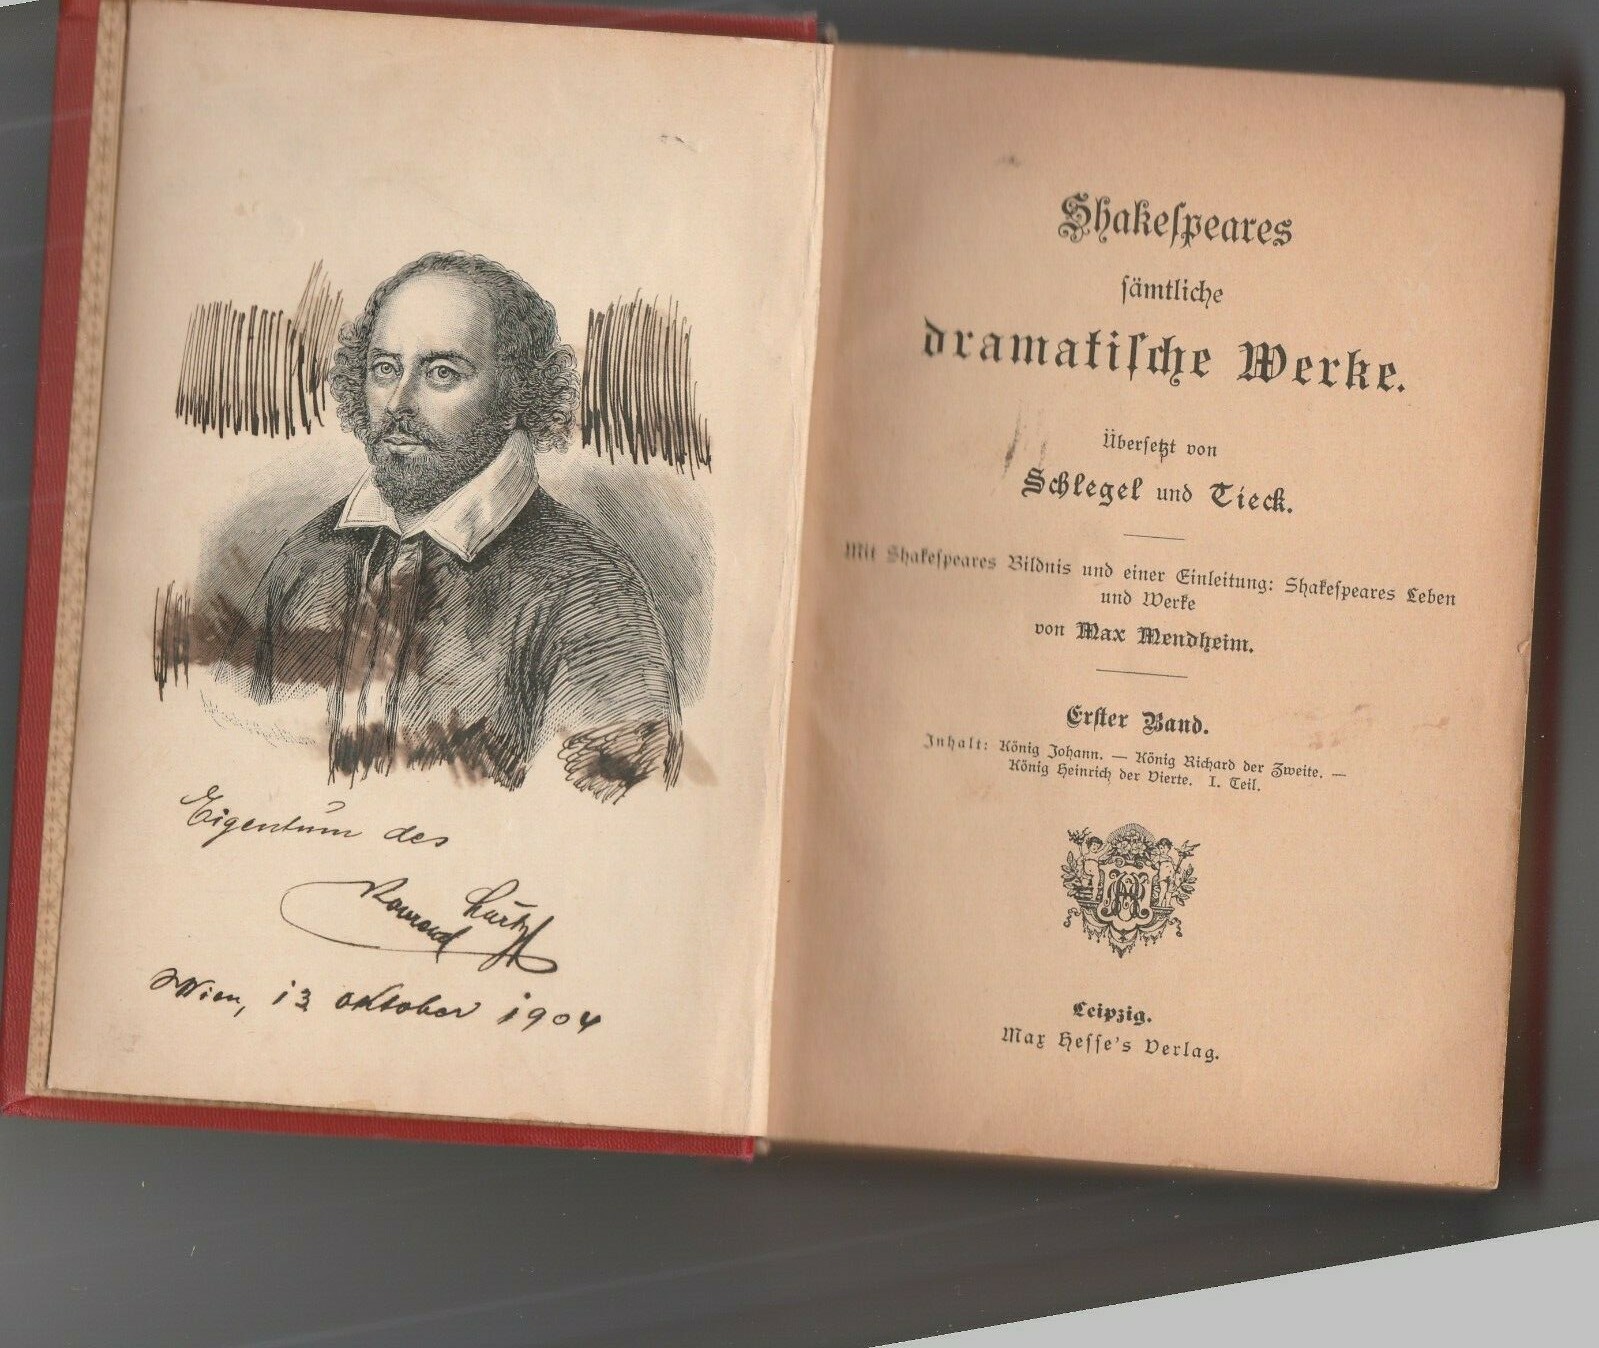 Eigentum des
Konrad
Wien, 13 oktober 1904
Shakeſpeares
ſämtliche
dramatiſche Werke.
Überſetzt von
Schlegel und Tieck.
Mit Shakeſpeares Bildnis und einer Einleitung: Shakeſpeares Leben
und Werke
von Max Mendheim.
Erſter Band.
Inhalt: König Johann. — König Richard der Zweite. —
König Heinrich der Vierte. I. Teil.
Leipzig.
Max Heſſe's Verlag.